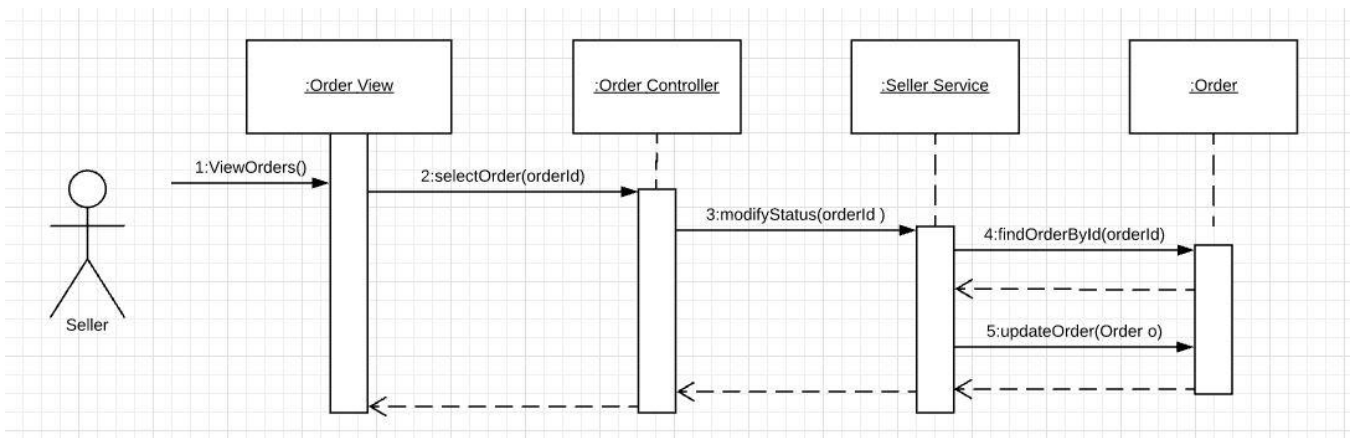 :Order View
:Order Controller
:Seller Service
:Order
1:ViewOrders()
2:selectOrder(orderId)
3:modifyStatus(orderId )
4:findOrderById(orderId)
5:updateOrder(Order o)
Seller